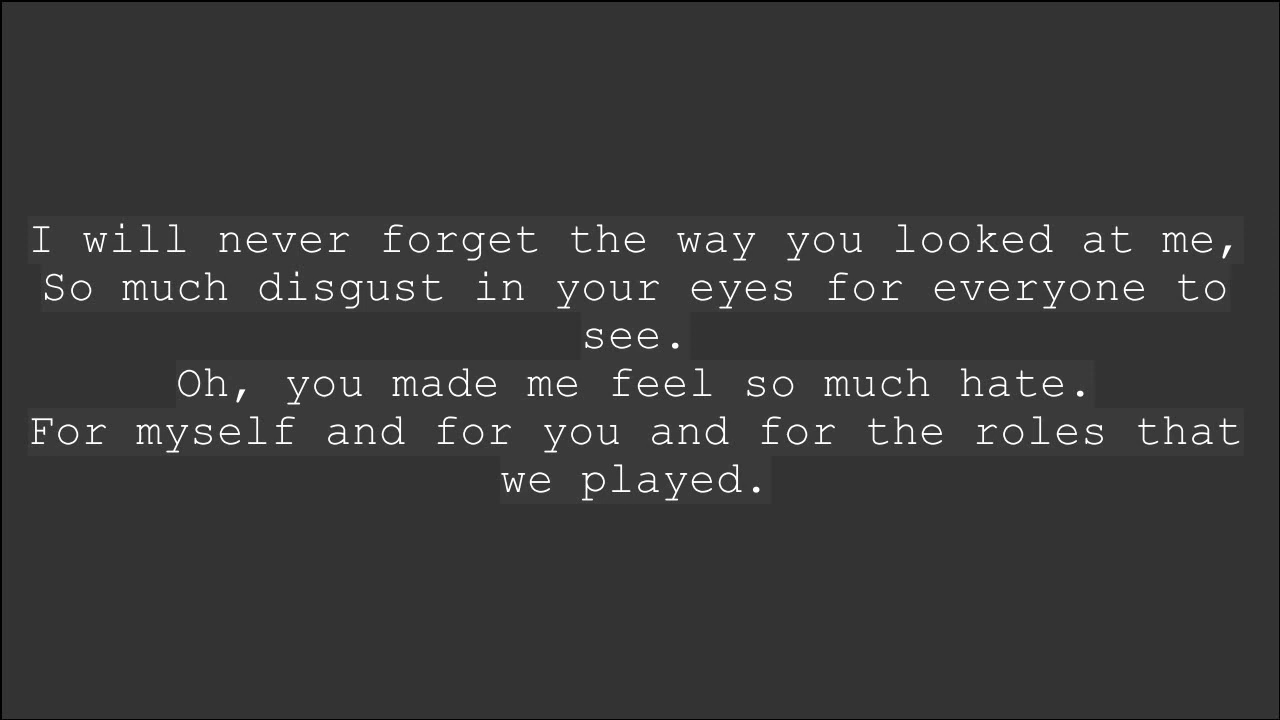 I will never forget the way you looked at me,
So much disgust in your eyes for everyone to
see.
Oh, you made me feel so much hate.
For myself and for you and for the roles that
we played.